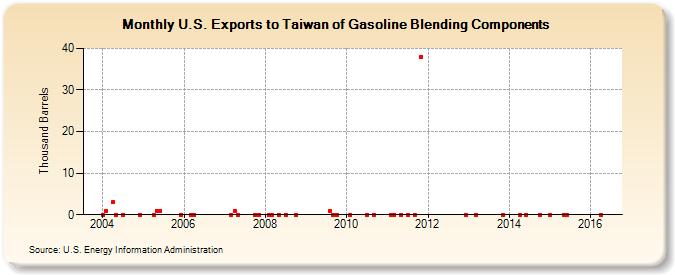 Monthly U.S. Exports to Taiwan of Gasoline Blending Components
Thousand Barrels
40
30
20
10
0
2004 2006 2008 2010 2012 2014 2016
Source: U.S. Energy Information Administration